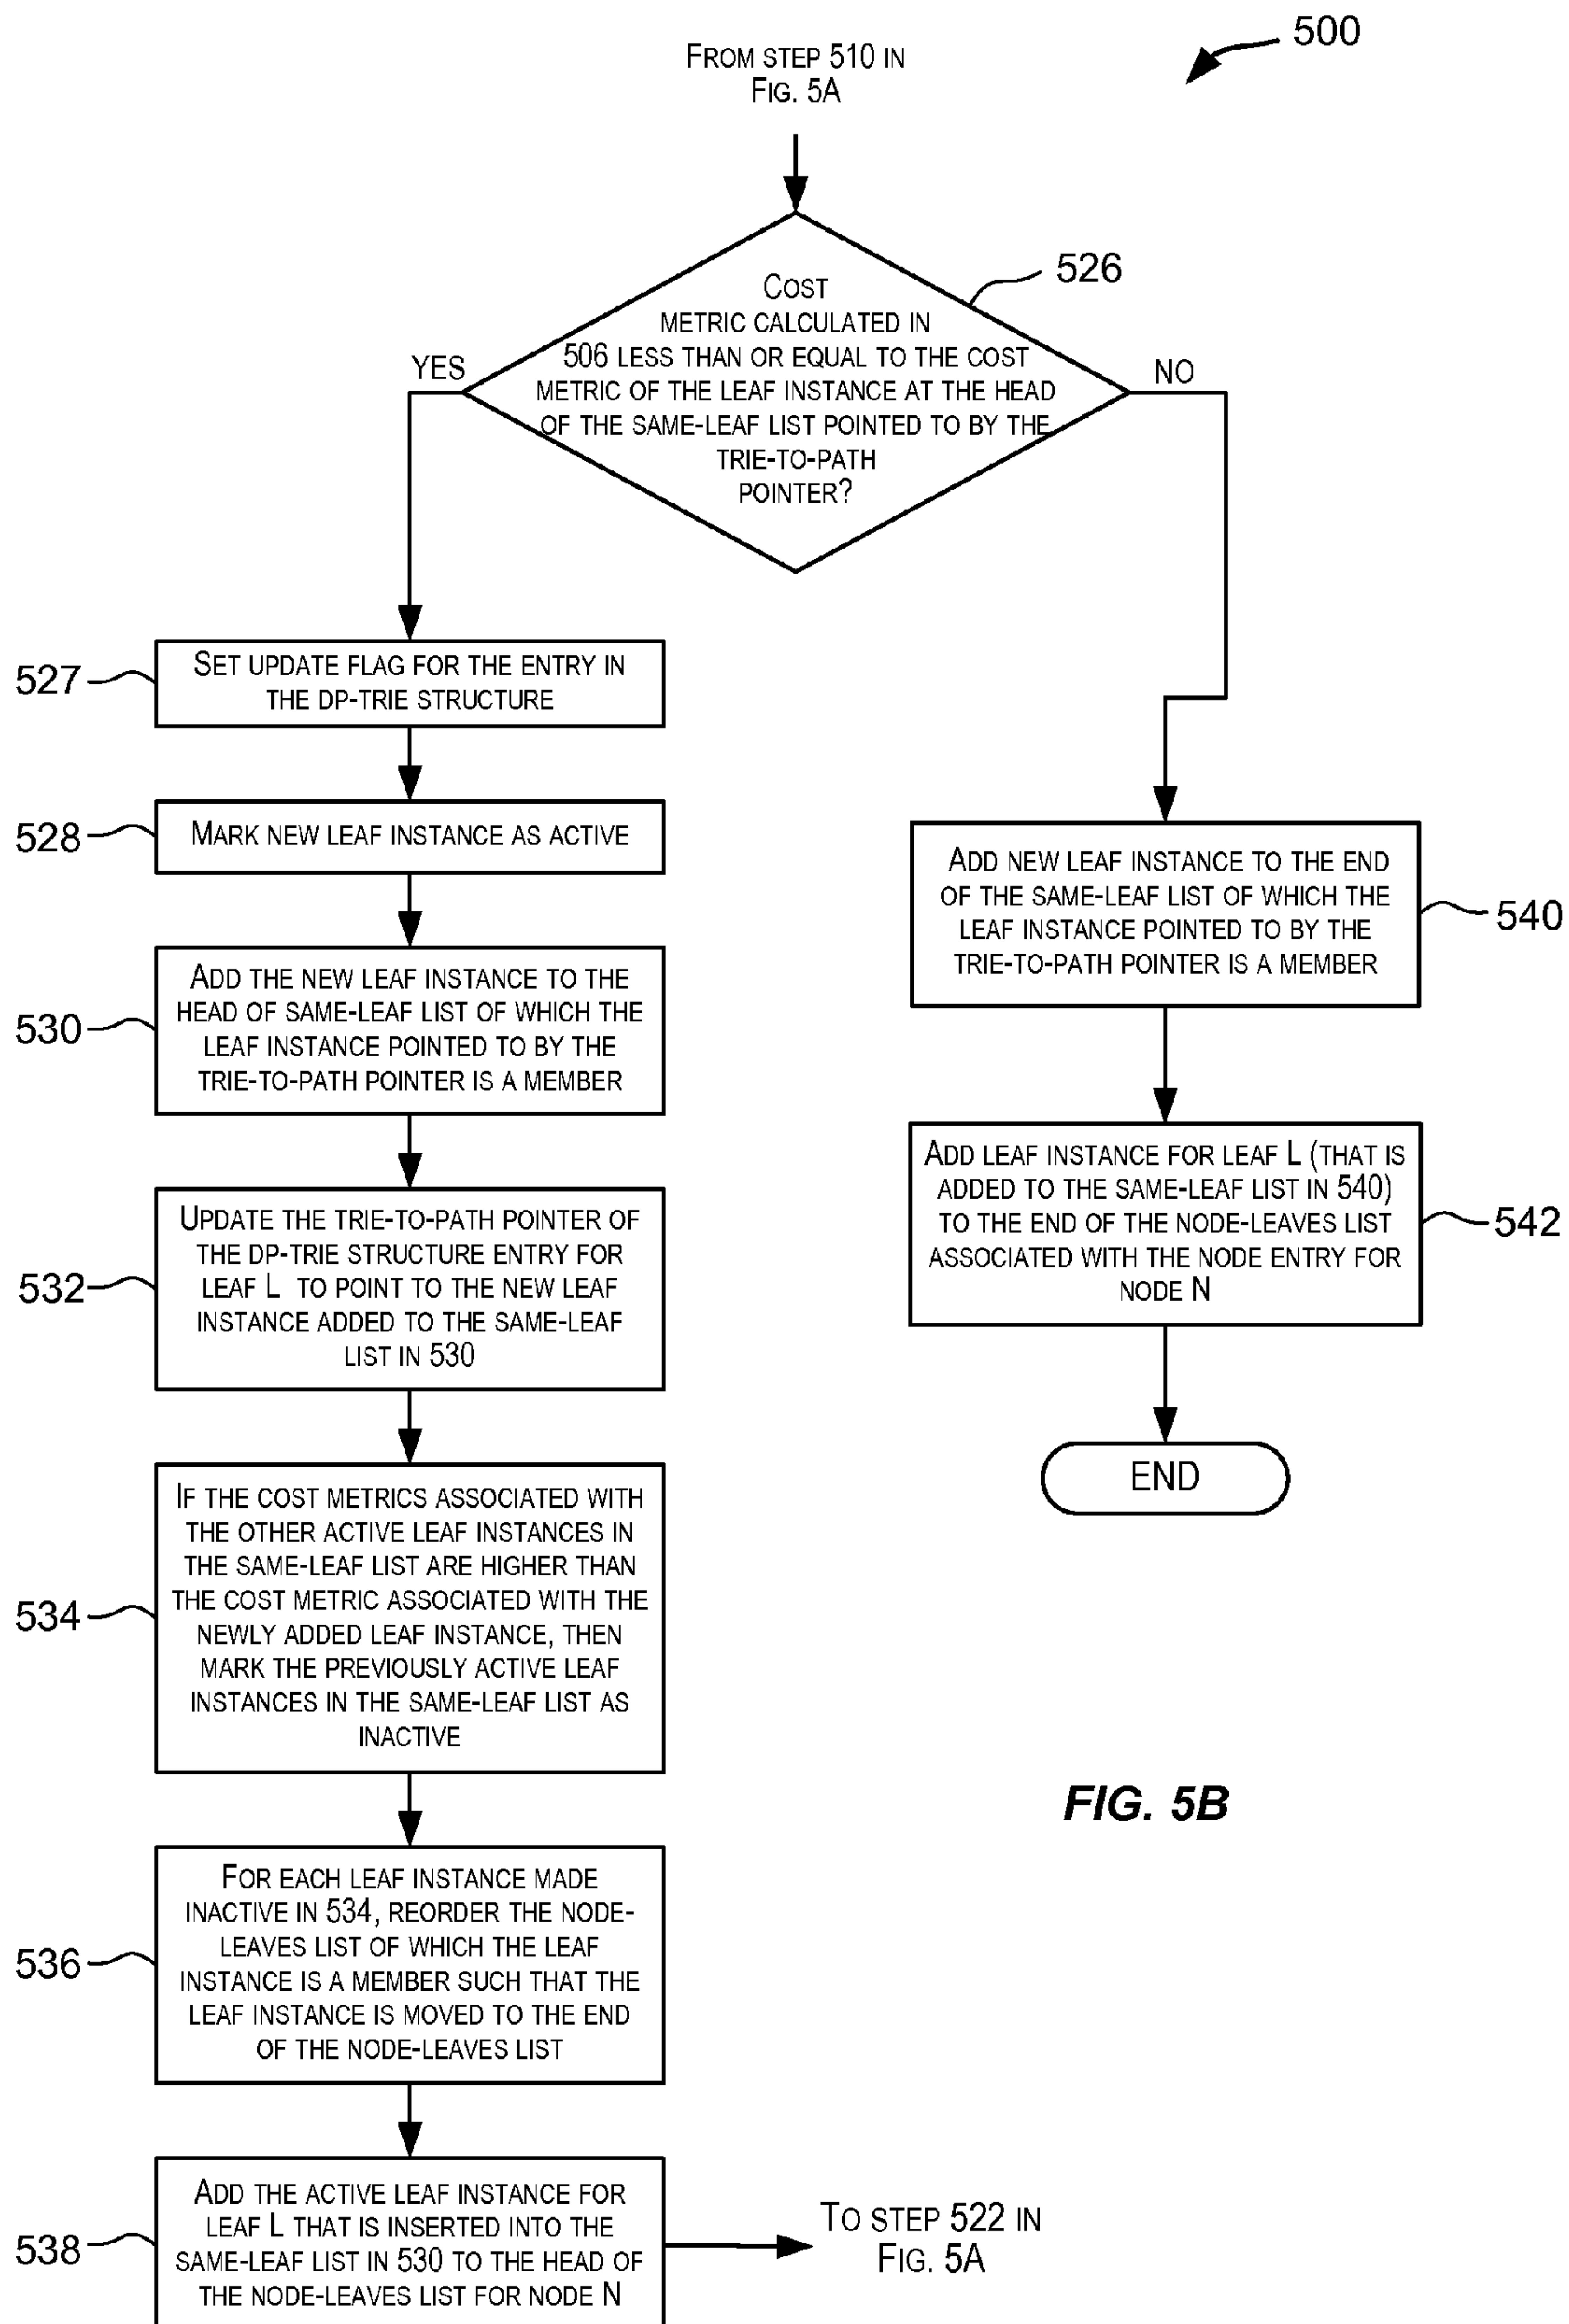 500
FROM STEP 510 IN
FIG. 5A
526
COST
METRIC CALCULATED IN
506 LESS THAN OR EQUAL TO THE COST
METRIC OF THE LEAF INSTANCE AT THE HEAD
OF THE SAME-LEAF LIST POINTED TO BY THE
TRIE-TO-PATH
POINTER?
YES
NO
527
SET UPDATE FLAG FOR THE ENTRY IN
THE DP-TRIE STRUCTURE
528
MARK NEW LEAF INSTANCE AS ACTIVE
530
ADD THE NEW LEAF INSTANCE TO THE
HEAD OF SAME-LEAF LIST OF WHICH THE
LEAF INSTANCE POINTED TO BY THE
TRIE-TO-PATH POINTER IS A MEMBER
532
UPDATE THE TRIE-TO-PATH POINTER OF
THE DP-TRIE STRUCTURE ENTRY FOR
LEAF L TO POINT TO THE NEW LEAF
INSTANCE ADDED TO THE SAME-LEAF
LIST IN 530
534
IF THE COST METRICS ASSOCIATED WITH
THE OTHER ACTIVE LEAF INSTANCES IN
THE SAME-LEAF LIST ARE HIGHER THAN
THE COST METRIC ASSOCIATED WITH THE
NEWLY ADDED LEAF INSTANCE, THEN
MARK THE PREVIOUSLY ACTIVE LEAF
INSTANCES IN THE SAME-LEAF LIST AS
INACTIVE
536
FOR EACH LEAF INSTANCE MADE
INACTIVE IN 534, REORDER THE NODE-
LEAVES LIST OF WHICH THE LEAF
INSTANCE IS A MEMBER SUCH THAT THE
LEAF INSTANCE IS MOVED TO THE END
OF THE NODE-LEAVES LIST
538
ADD THE ACTIVE LEAF INSTANCE FOR
LEAF L THAT IS INSERTED INTO THE
SAME-LEAF LIST IN 530 TO THE HEAD OF
THE NODE-LEAVES LIST FOR NODE N
TO STEP 522 IN
FIG. 5A
ADD NEW LEAF INSTANCE TO THE END
OF THE SAME-LEAF LIST OF WHICH THE
LEAF INSTANCE POINTED TO BY THE
TRIE-TO-PATH POINTER IS A MEMBER
540
ADD LEAF INSTANCE FOR LEAF L (THAT IS
ADDED TO THE SAME-LEAF LIST IN 540)
TO THE END OF THE NODE-LEAVES LIST
ASSOCIATED WITH THE NODE ENTRY FOR
NODE N
542
END
FIG. 5B